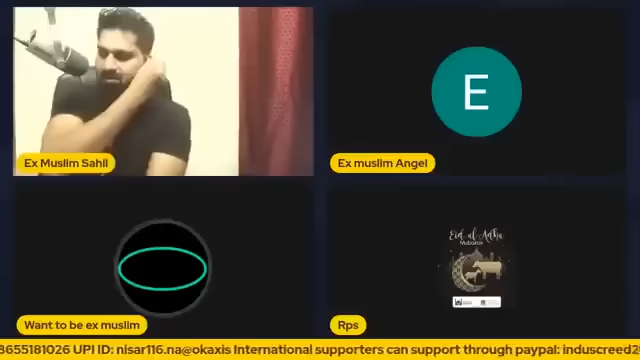 Ex Muslim Sahil
E
Ex muslim Angel
Eid al-Adha
Mubarak
Want to be ex muslim
Rps
8655181026 UPI ID: nisar116.na@okaxis International supporters can support through paypal: induscreed2